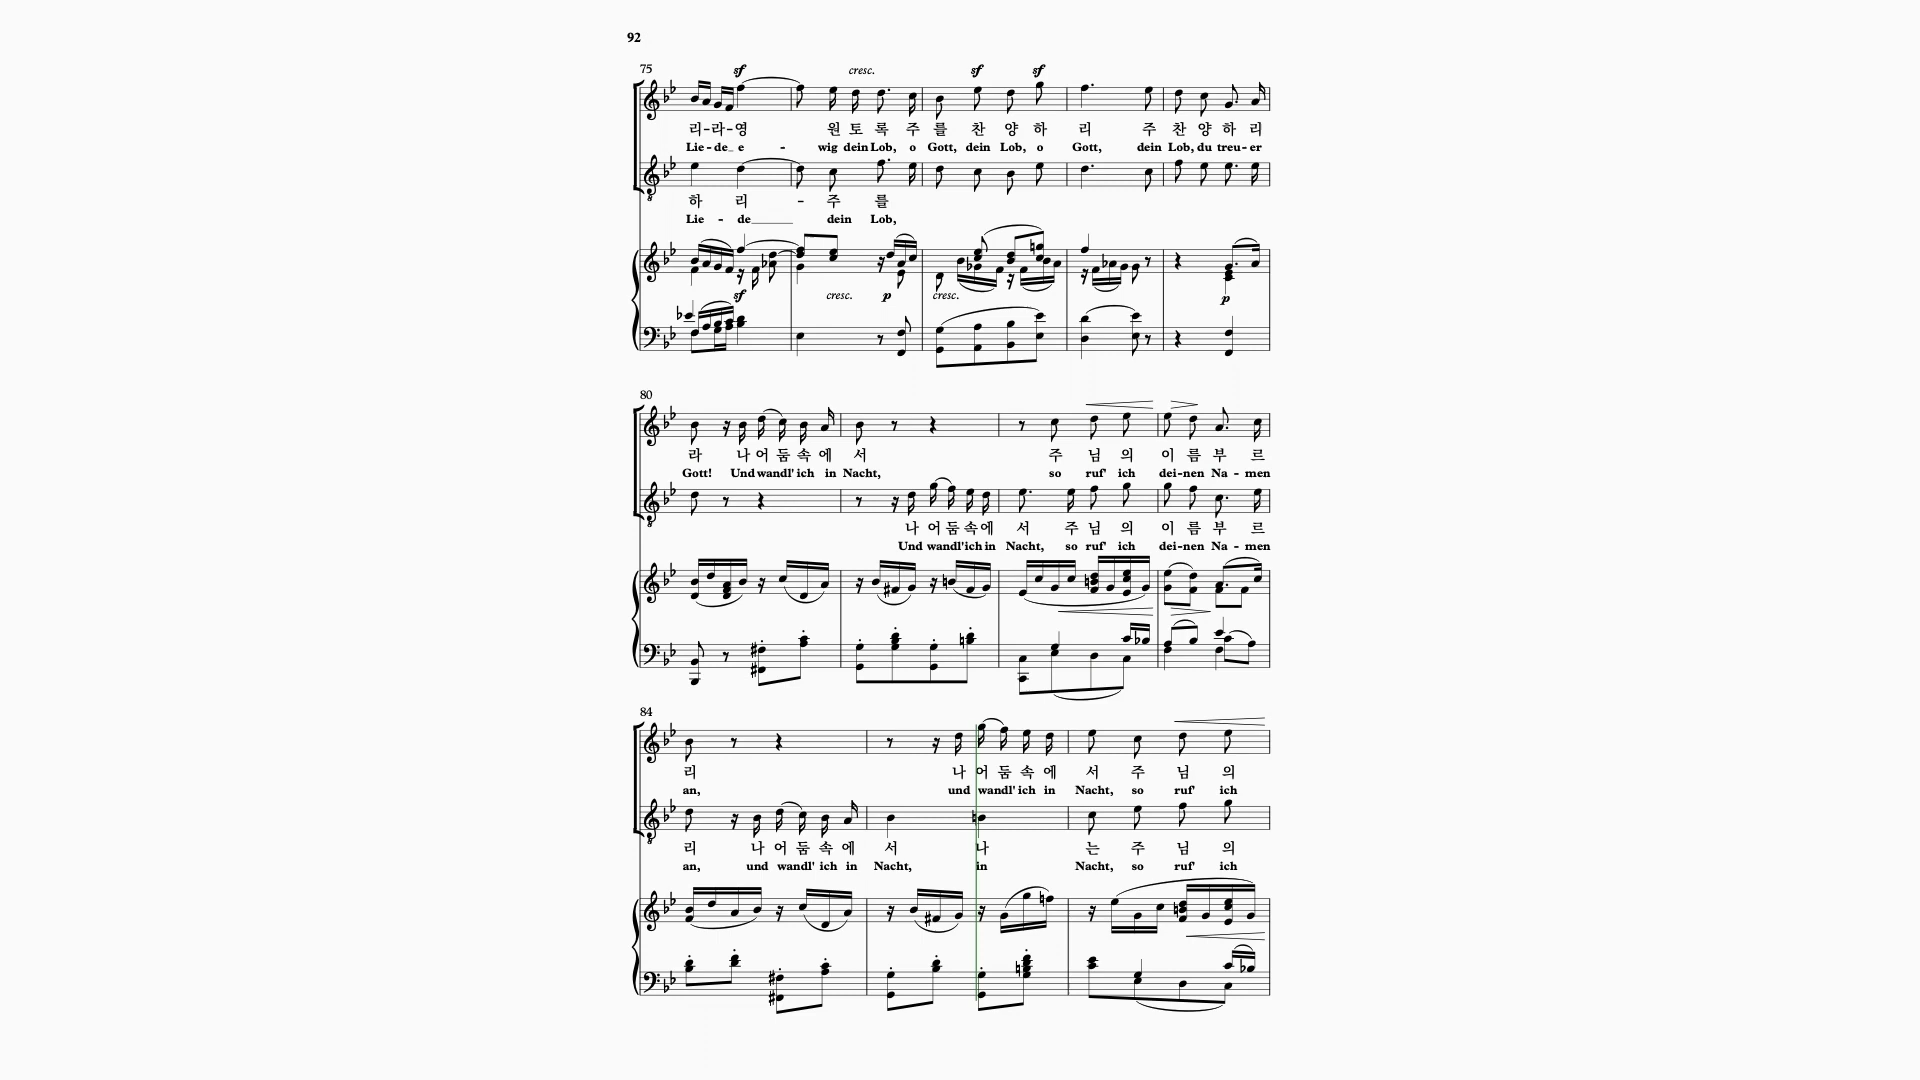 92
75
sf cresc. sf sf
리-라-영 원 토 록 주 를 찬 양 하 리 주 찬 양 하 리
Lie - de_ e - wig dein Lob, o Gott, dein Lob, o Gott, dein Lob, du treu-er
하 리 - 주 를
Lie - de___ dein Lob,
sf cresc. p cresc. p
80
라 나 어 둠 속 에 서 주 님 의 이 름 부 르
Gott! Und wandl' ich in Nacht, so ruf' ich dei-nen Na - men
나 어 둠 속에 서 주 님 의 이 름 부 르
Und wandl' ich in Nacht, so ruf' ich dei-nen Na - men
84
리 나 어 둠 속 에 서 주 님 의
an, und wandl' ich in Nacht, so ruf' ich
리 나 어 둠 속 에 서 나 는 주 님 의
an, und wandl' ich in Nacht, in Nacht, so ruf' ich